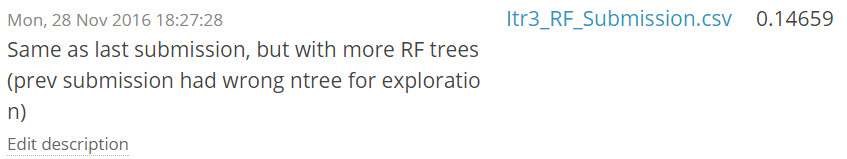 Mon, 28 Nov 2016 18:27:28 Itr3_RF_Submission.csv 0.14659
Same as last submission, but with more RF trees
(prev submission had wrong ntree for exploratio
n)
Edit description